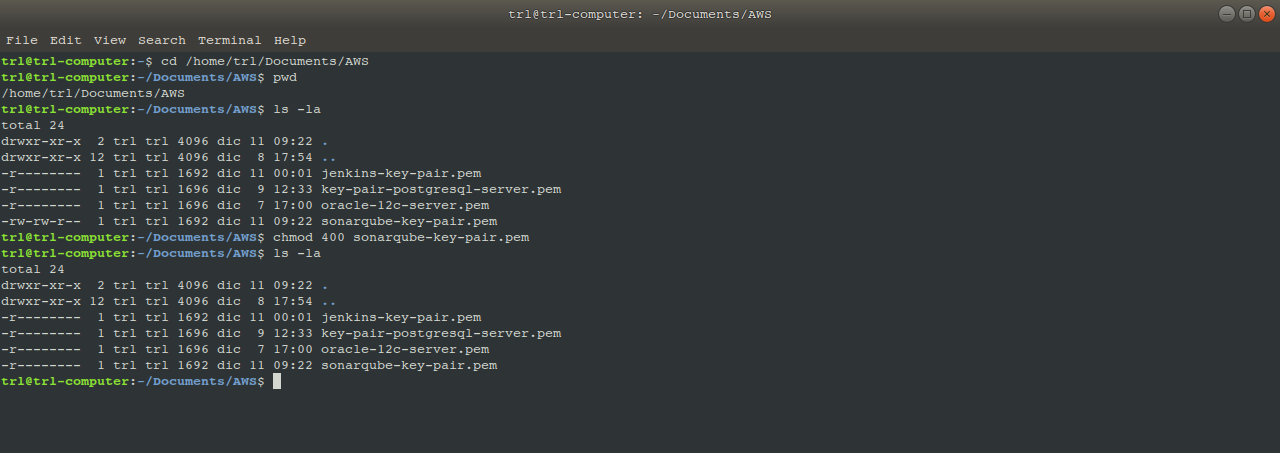 trl@trl-computer: ~/Documents/AWS
File Edit View Search Terminal Help
trl@trl-computer:~$ cd /home/trl/Documents/AWS
trl@trl-computer:~/Documents/AWS$ pwd
/home/trl/Documents/AWS
trl@trl-computer:~/Documents/AWS$ ls -la
total 24
drwxr-xr-x  2 trl trl 4096 dic 11 09:22 .
drwxr-xr-x 12 trl trl 4096 dic  8 17:54 ..
-r--------  1 trl trl 1692 dic 11 00:01 jenkins-key-pair.pem
-r--------  1 trl trl 1696 dic  9 12:33 key-pair-postgresql-server.pem
-r--------  1 trl trl 1696 dic  7 17:00 oracle-12c-server.pem
-rw-rw-r--  1 trl trl 1692 dic 11 09:22 sonarqube-key-pair.pem
trl@trl-computer:~/Documents/AWS$ chmod 400 sonarqube-key-pair.pem
trl@trl-computer:~/Documents/AWS$ ls -la
total 24
drwxr-xr-x  2 trl trl 4096 dic 11 09:22 .
drwxr-xr-x 12 trl trl 4096 dic  8 17:54 ..
-r--------  1 trl trl 1692 dic 11 00:01 jenkins-key-pair.pem
-r--------  1 trl trl 1696 dic  9 12:33 key-pair-postgresql-server.pem
-r--------  1 trl trl 1696 dic  7 17:00 oracle-12c-server.pem
-r--------  1 trl trl 1692 dic 11 09:22 sonarqube-key-pair.pem
trl@trl-computer:~/Documents/AWS$